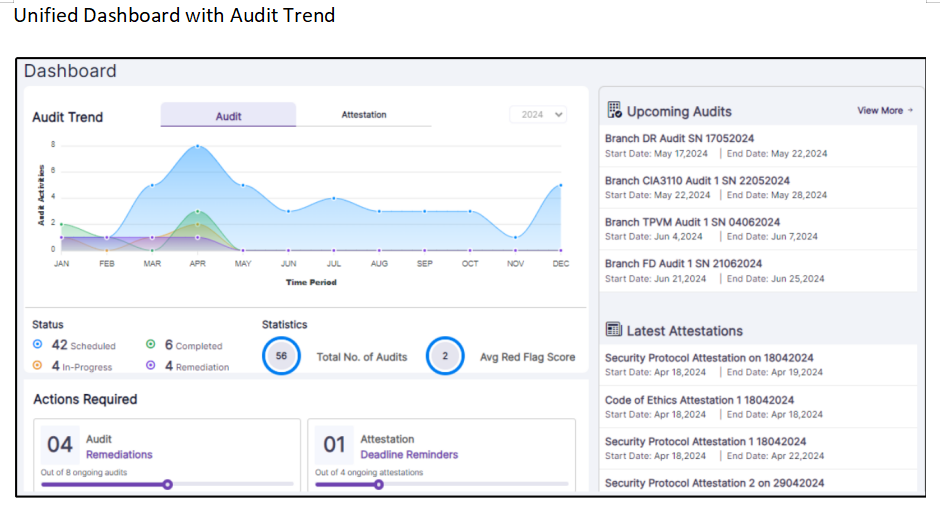 Unified Dashboard with Audit Trend
Dashboard
Audit Trend
Audit
Attestation
2024
8
6
4
2
0
Audit Activities
JAN FEB MAR APR MAY JUN JUL AUG SEP OCT NOV DEC
Time Period
Status
42 Scheduled
6 Completed
4 In-Progress
4 Remediation
Statistics
56 Total No. of Audits
2 Avg Red Flag Score
Actions Required
04 Audit
Remediations
Out of 8 ongoing audits
01 Attestation
Deadline Reminders
Out of 4 ongoing attestations
Upcoming Audits
View More
Branch DR Audit SN 17052024
Start Date: May 17,2024 | End Date: May 22,2024
Branch CIA3110 Audit 1 SN 22052024
Start Date: May 22,2024 | End Date: May 28,2024
Branch TPVM Audit 1 SN 04062024
Start Date: Jun 4,2024 | End Date: Jun 7,2024
Branch FD Audit 1 SN 21062024
Start Date: Jun 21,2024 | End Date: Jun 25,2024
Latest Attestations
Security Protocol Attestation on 18042024
Start Date: Apr 18,2024 | End Date: Apr 19,2024
Code of Ethics Attestation 1 18042024
Start Date: Apr 18,2024 | End Date: Apr 18,2024
Security Protocol Attestation 1 18042024
Start Date: Apr 18,2024 | End Date: Apr 22,2024
Security Protocol Attestation 2 on 29042024